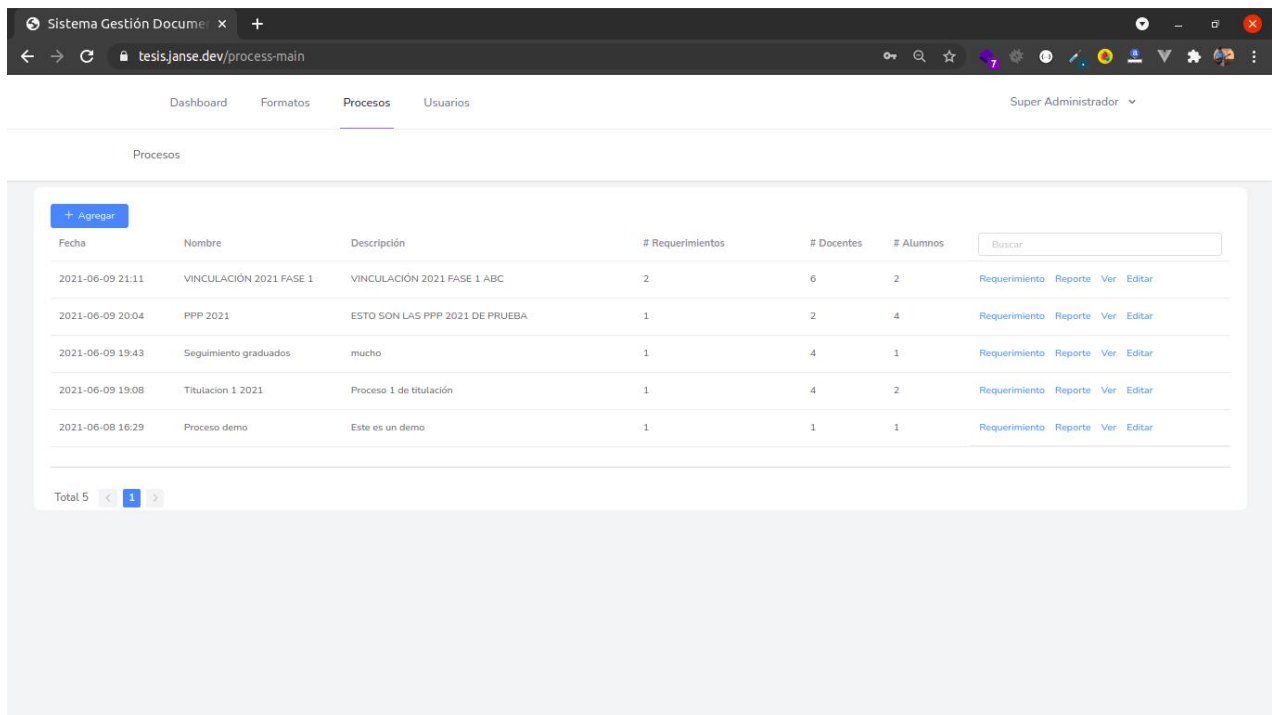 Sistema Gestión Documen
tesis.janse.dev/process-main
7
Dashboard Formatos Procesos Usuarios Super Administrador
Procesos
+ Agregar
Fecha Nombre Descripción # Requerimientos # Docentes # Alumnos Buscar
2021-06-09 21:11 VINCULACIÓN 2021 FASE 1 VINCULACIÓN 2021 FASE 1 ABC 2 6 2 Requerimiento Reporte Ver Editar
2021-06-09 20:04 PPP 2021 ESTO SON LAS PPP 2021 DE PRUEBA 1 2 4 Requerimiento Reporte Ver Editar
2021-06-09 19:43 Seguimiento graduados mucho 1 4 1 Requerimiento Reporte Ver Editar
2021-06-09 19:08 Titulacion 1 2021 Proceso 1 de titulación 1 4 2 Requerimiento Reporte Ver Editar
2021-06-08 16:29 Proceso demo Este es un demo 1 1 1 Requerimiento Reporte Ver Editar
Total 5 < 1 >